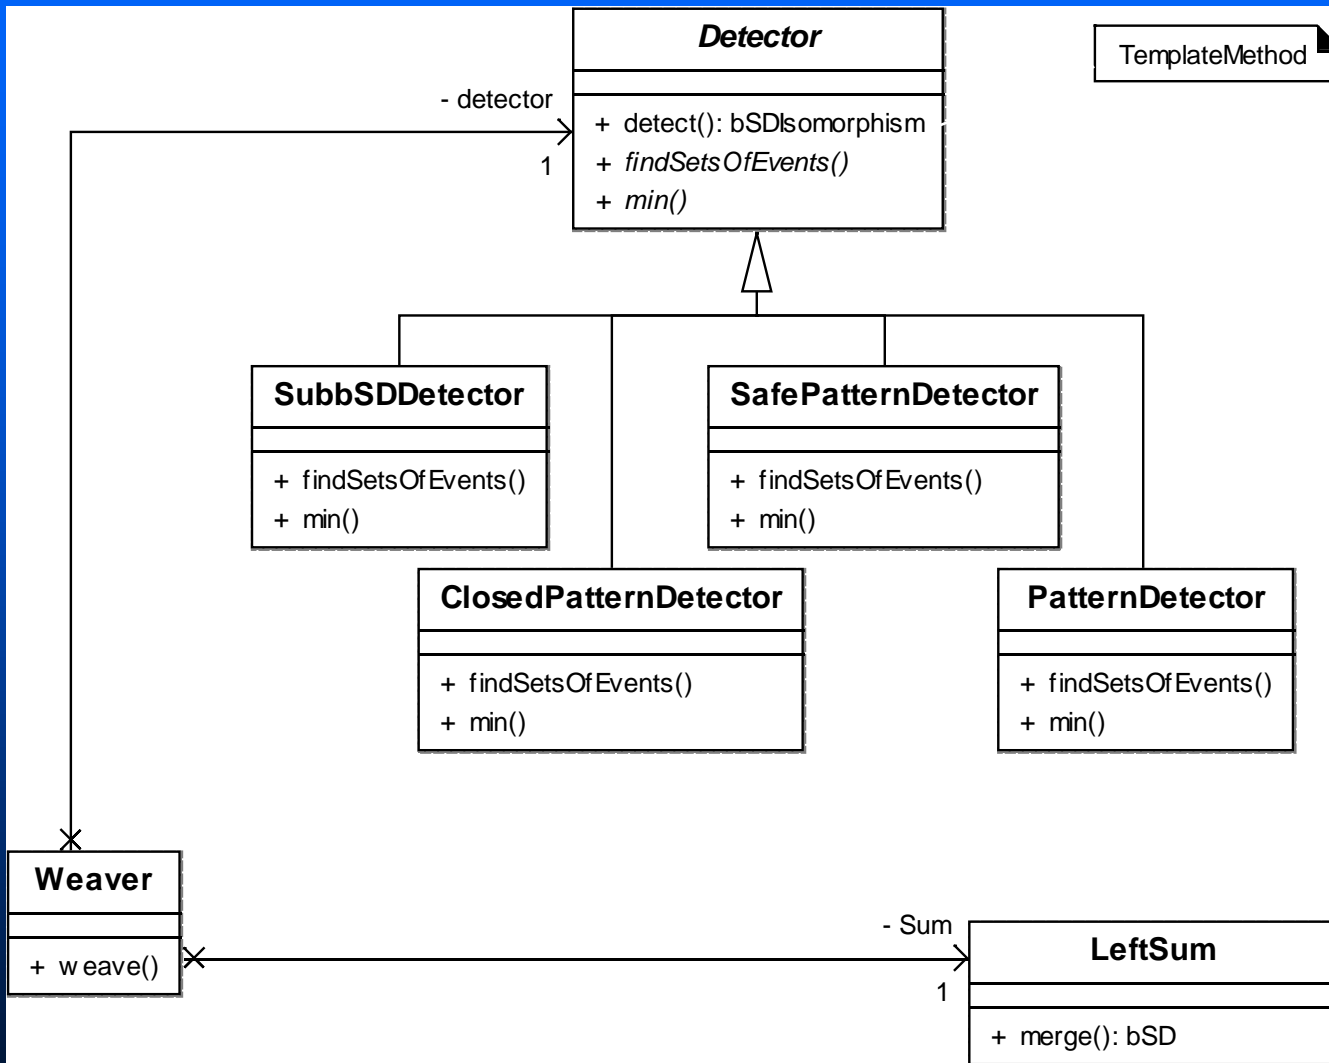 Detector
TemplateMethod
- detector
1
+ detect(): bSDIsomorphism
+ findSetsOfEvents()
+ min()
SubbSDDetector
+ findSetsOfEvents()
+ min()
SafePatternDetector
+ findSetsOfEvents()
+ min()
ClosedPatternDetector
+ findSetsOfEvents()
+ min()
PatternDetector
+ findSetsOfEvents()
+ min()
Weaver
+ weave()
- Sum
1
LeftSum
+ merge(): bSD